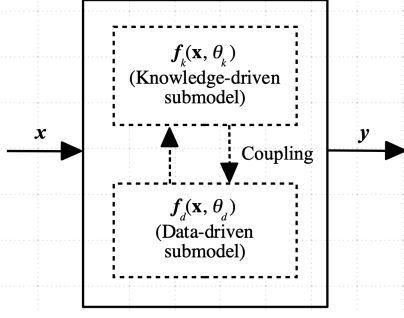 f_k(x, θ_k)
(Knowledge-driven
submodel)
x
y
Coupling
f_d(x, θ_d)
(Data-driven
submodel)